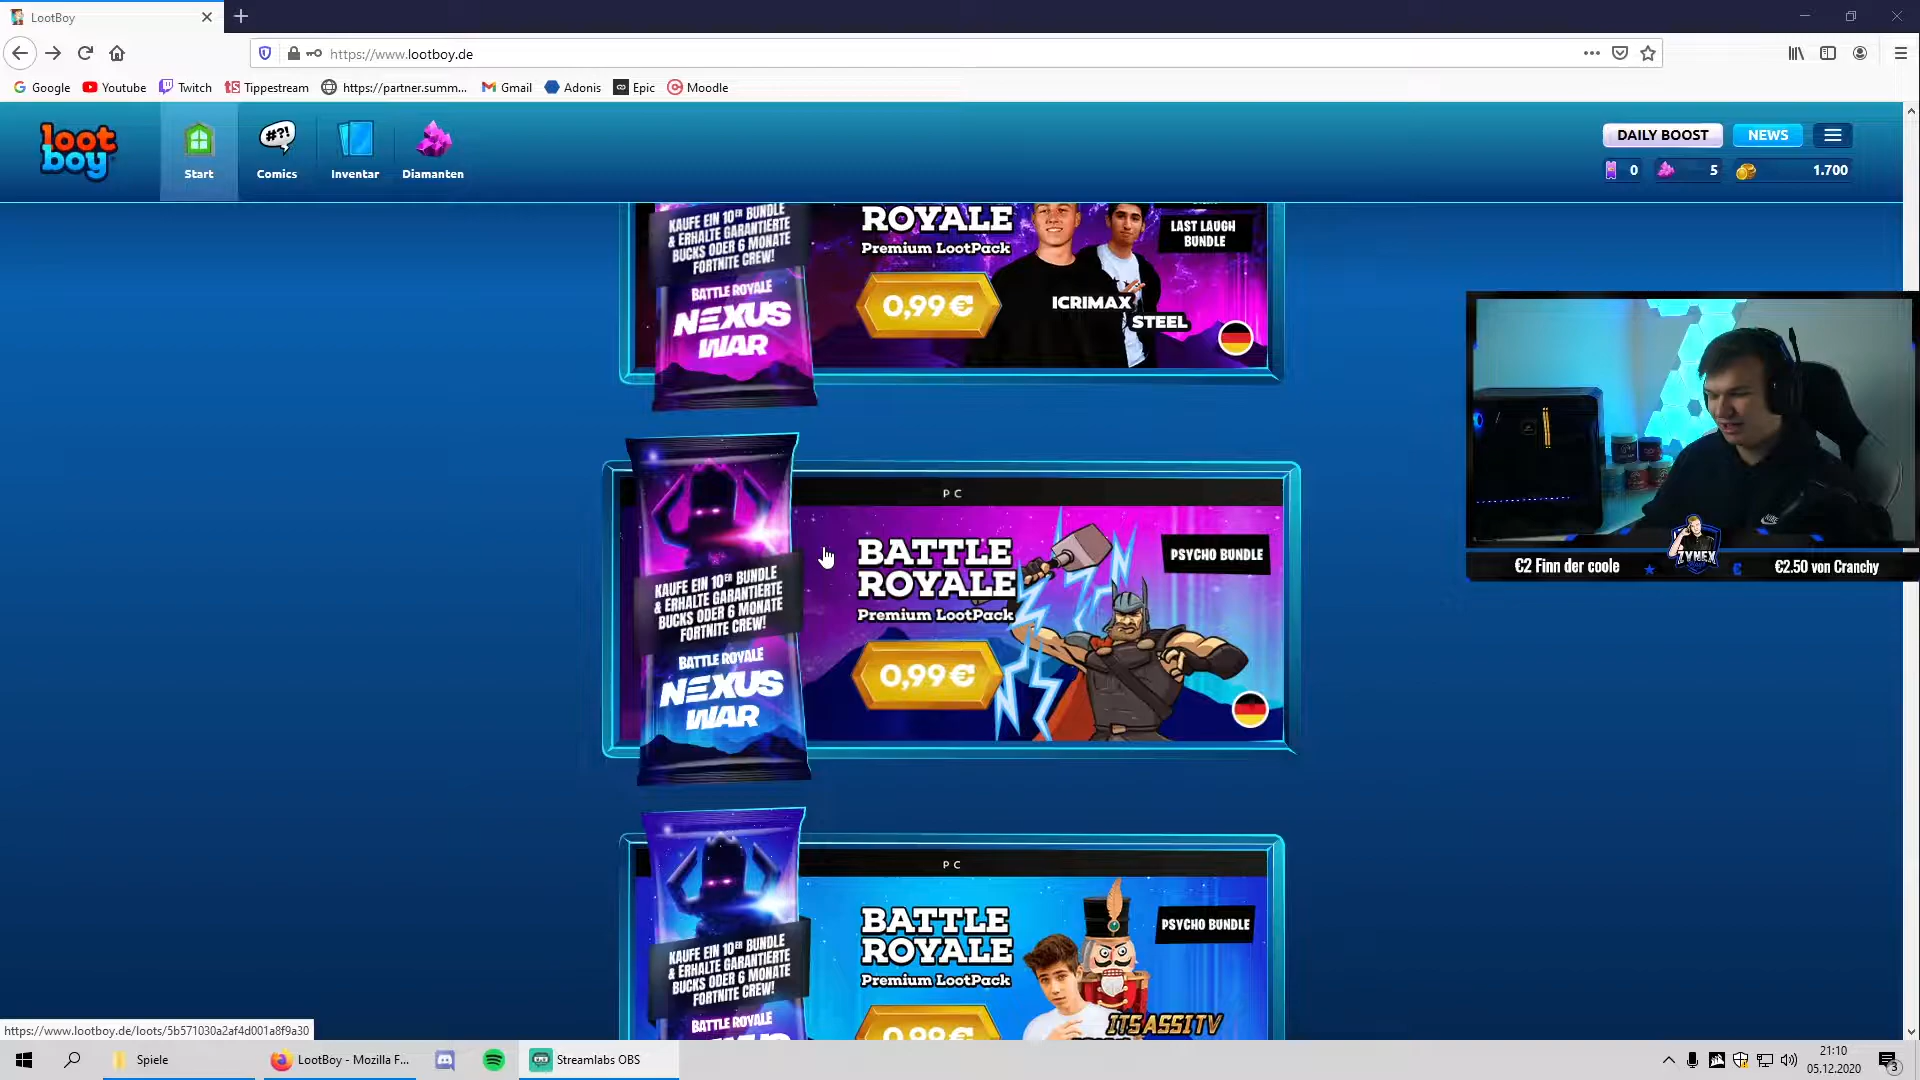 LootBoy
https://www.lootboy.de
Google
Youtube
Twitch
Tippestream
https://partner.summ...
Gmail
Adonis
Epic
Moodle
loot
boy
Start
#?!
Comics
Inventar
Diamanten
DAILY BOOST
NEWS
0
5
1.700
KAUFE EIN 10ER BUNDLE
& ERHALTE GARANTIERTE
BUCKS ODER 6 MONATE
FORTNITE CREW!
BATTLE ROYALE
NEXUS
WAR
ROYALE
Premium LootPack
0,99 €
ICRIMAX
STEEL
LAST LAUGH
BUNDLE
PC
KAUFE EIN 10ER BUNDLE
& ERHALTE GARANTIERTE
BUCKS ODER 6 MONATE
FORTNITE CREW!
BATTLE ROYALE
NEXUS
WAR
BATTLE
ROYALE
Premium LootPack
0,99 €
PSYCHO BUNDLE
ZYNEX
€2 Finn der coole
€2.50 von Cranchy
PC
KAUFE EIN 10ER BUNDLE
& ERHALTE GARANTIERTE
BUCKS ODER 6 MONATE
FORTNITE CREW!
BATTLE ROYALE
BATTLE
ROYALE
Premium LootPack
0,99 €
PSYCHO BUNDLE
ITSASSITV
https://www.lootboy.de/loots/5b571030a2af4d001a8f9a30
Spiele
LootBoy - Mozilla F...
Streamlabs OBS
21:10
05.12.2020
3